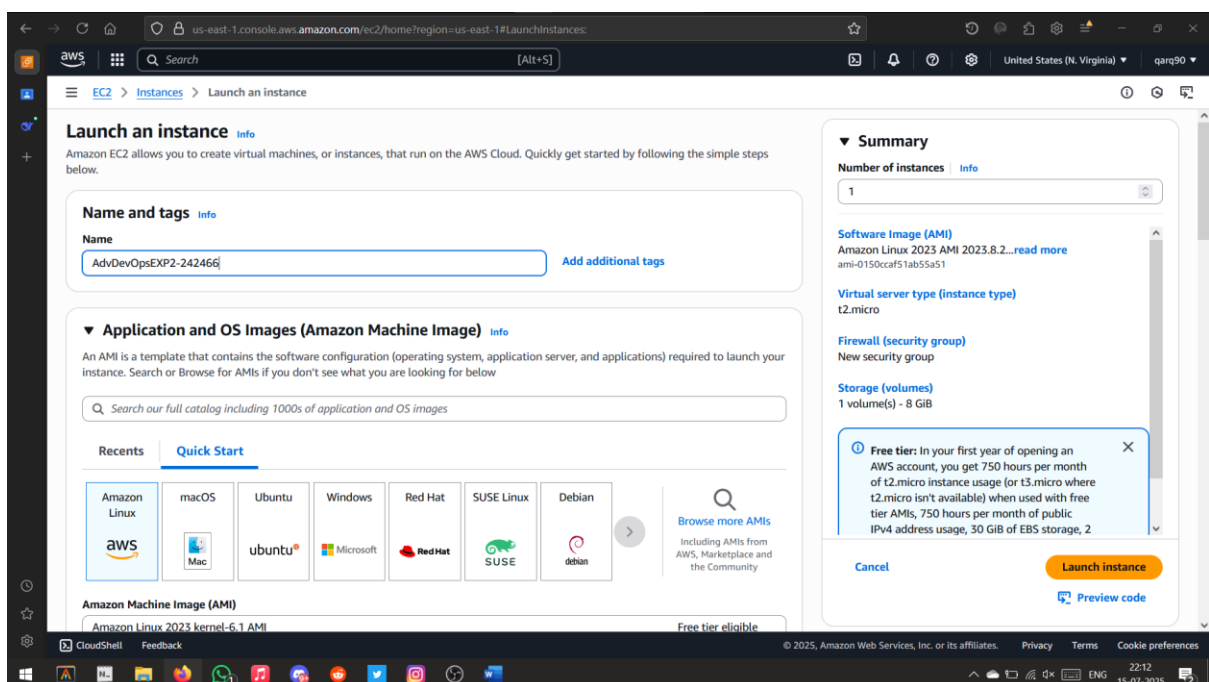 us-east-1.console.aws.amazon.com/ec2/home?region=us-east-1#LaunchInstances:
aws
Search
[Alt+S]
United States (N. Virginia) ▼
qarq90 ▼
EC2 > Instances > Launch an instance
Launch an instance Info
Amazon EC2 allows you to create virtual machines, or instances, that run on the AWS Cloud. Quickly get started by following the simple steps
below.
Name and tags Info
Name
AdvDevOpsEXP2-242466
Add additional tags
▼ Application and OS Images (Amazon Machine Image) Info
An AMI is a template that contains the software configuration (operating system, application server, and applications) required to launch your
instance. Search or Browse for AMIs if you don't see what you are looking for
below
Search our full catalog including 1000s of application and OS images
Recents
Quick Start
Amazon
Linux
aws
macOS
Mac
Ubuntu
ubuntu®
Windows
Microsoft
Red Hat
Red Hat
SUSE Linux
SUSE
Debian
debian
Browse more AMIs
Including AMIs from
AWS, Marketplace and
the Community
Amazon Machine Image (AMI)
Amazon Linux 2023 kernel-6.1 AMI
Free tier eligible
▼ Summary
Number of instances Info
1
Software Image (AMI)
Amazon Linux 2023 AMI 2023.8.2...read more
ami-0150ccaf51ab55a51
Virtual server type (instance type)
t2.micro
Firewall (security group)
New security group
Storage (volumes)
1 volume(s) - 8 GiB
Free tier: In your first year of opening an
AWS account, you get 750 hours per month
of t2.micro instance usage (or t3.micro where
t2.micro isn't available) when used with free
tier AMIs, 750 hours per month of public
IPv4 address usage, 30 GiB of EBS storage, 2
Cancel
Launch instance
Preview code
CloudShell
Feedback
© 2025, Amazon Web Services, Inc. or its affiliates.
Privacy
Terms
Cookie preferences
ENG
22:12
15-07-2025